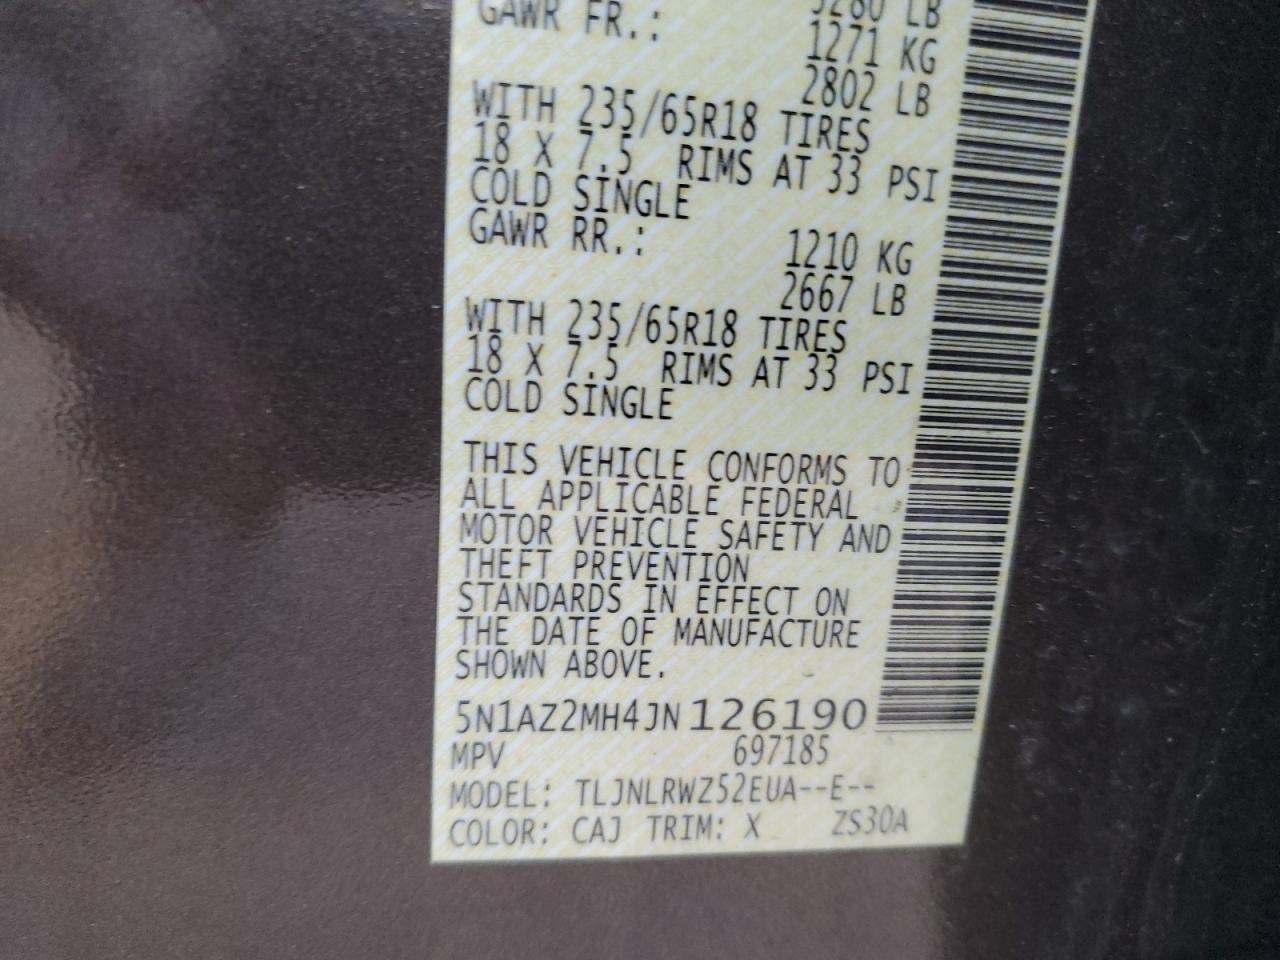 5280 LB
GAWR FR.: 1271 KG
2802 LB
WITH 235/65R18 TIRES
18 X 7.5 RIMS AT 33 PSI
COLD SINGLE
GAWR RR.: 1210 KG
2667 LB
WITH 235/65R18 TIRES
18 X 7.5 RIMS AT 33 PSI
COLD SINGLE
THIS VEHICLE CONFORMS TO
ALL APPLICABLE FEDERAL
MOTOR VEHICLE SAFETY AND
THEFT PREVENTION
STANDARDS IN EFFECT ON
THE DATE OF MANUFACTURE
SHOWN ABOVE.
5N1AZ2MH4JN126190
MPV 697185
MODEL: TLJNLRWZ52EUA--E--
COLOR: CAJ TRIM: X ZS30A